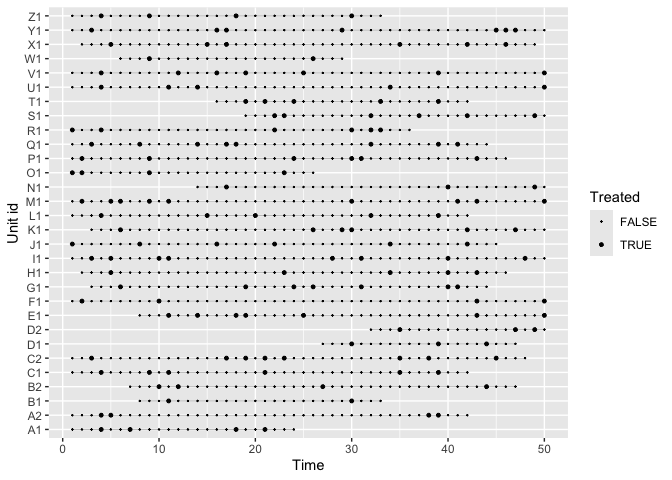 Z1
Y1
X1
W1
V1
U1
T1
S1
R1
Q1
P1
O1
N1
M1
L1
K1
J1
I1
H1
G1
F1
E1
D2
D1
C2
C1
B2
B1
A2
A1
Unit id
0 10 20 30 40 50
Time
Treated
FALSE
TRUE